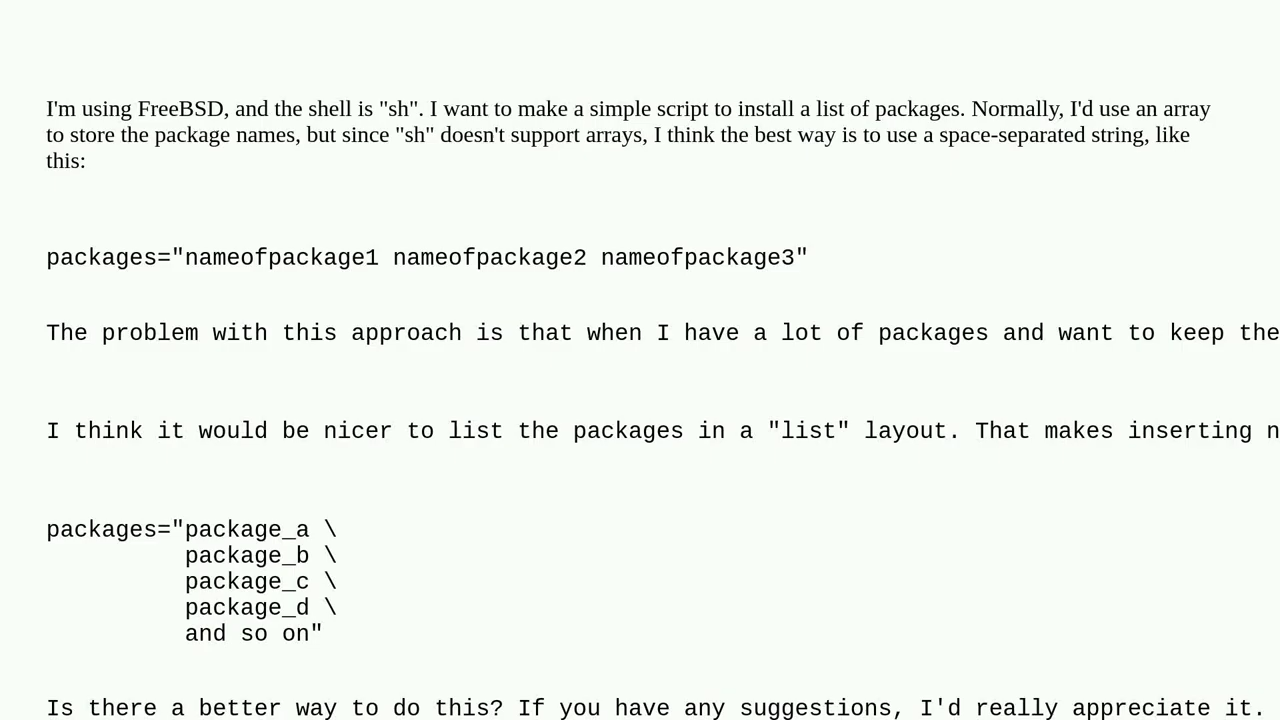 I'm using FreeBSD, and the shell is "sh". I want to make a simple script to install a list of packages. Normally, I'd use an array
to store the package names, but since "sh" doesn't support arrays, I think the best way is to use a space-separated string, like
this:
packages="nameofpackage1 nameofpackage2 nameofpackage3"
The problem with this approach is that when I have a lot of packages and want to keep the
I think it would be nicer to list the packages in a "list" layout. That makes inserting n
packages="package_a \
package_b \
package_c \
package_d \
and so on"
Is there a better way to do this? If you have any suggestions, I'd really appreciate it.